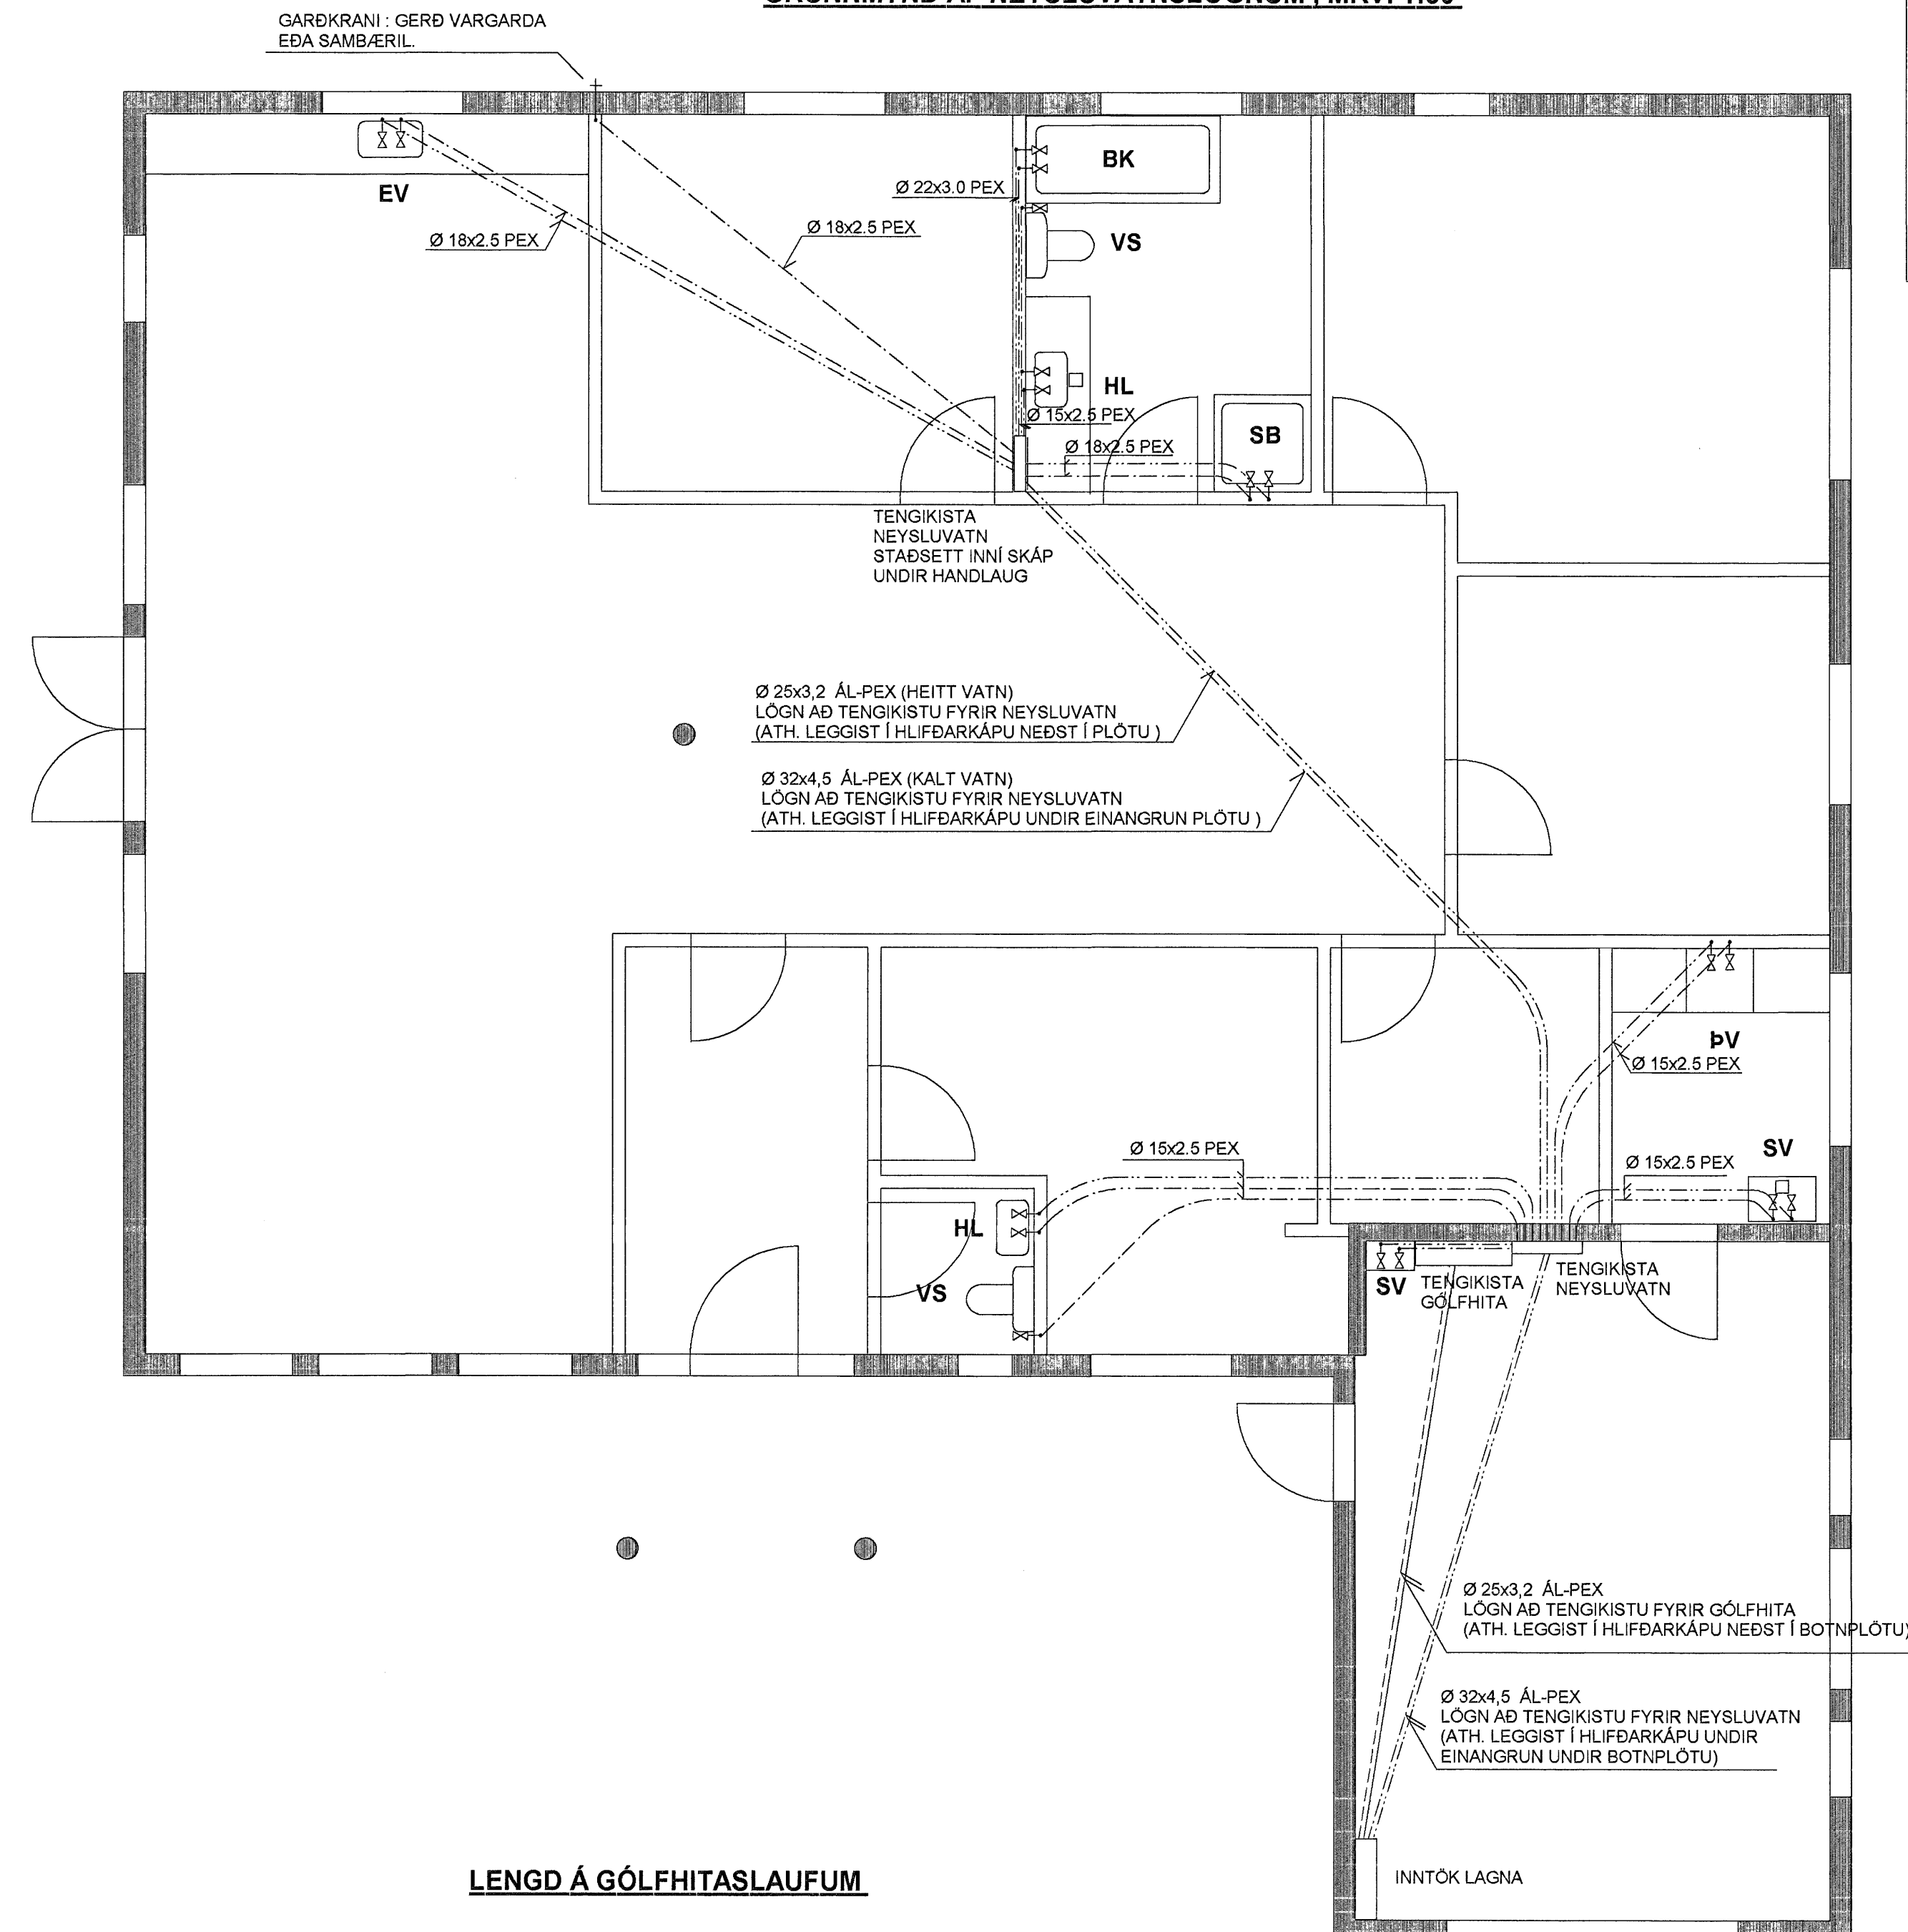 GRUNNMYND AF NEYSLUVATNSLÖGNUM , MKV. 1:50
GARÐKRANI : GERÐ VARGARDA
EÐA SAMBÆRIL.
EV
Ø 18x2.5 PEX
Ø 18x2.5 PEX
Ø 22x3.0 PEX
BK
VS
HL
Ø 15x2.5 PEX
Ø 18x2.5 PEX
SB
TENGIKISTA
NEYSLUVATN
STAÐSETT INNÍ SKÁP
UNDIR HANDLAUG
Ø 25x3,2 ÁL-PEX (HEITT VATN)
LÖGN AÐ TENGIKISTU FYRIR NEYSLUVATN
(ATH. LEGGIST Í HLIFÐARKÁPU NEÐST Í PLÖTU )
Ø 32x4,5 ÁL-PEX (KALT VATN)
LÖGN AÐ TENGIKISTU FYRIR NEYSLUVATN
(ATH. LEGGIST Í HLIFÐARKÁPU UNDIR EINANGRUN PLÖTU )
ÞV
Ø 15x2.5 PEX
Ø 15x2.5 PEX
SV
Ø 15x2.5 PEX
HL
VS
SV
TENGIKISTA
GÓLFHITA
TENGIKISTA
NEYSLUVATN
Ø 25x3,2 ÁL-PEX
LÖGN AÐ TENGIKISTU FYRIR GÓLFHITA
(ATH. LEGGIST Í HLIFÐARKÁPU NEÐST Í BOTNPLÖTU)
Ø 32x4,5 ÁL-PEX
LÖGN AÐ TENGIKISTU FYRIR NEYSLUVATN
(ATH. LEGGIST Í HLIFÐARKÁPU UNDIR
EINANGRUN UNDIR BOTNPLÖTU)
INNTÖK LAGNA
LENGD Á GÓLFHITASLAUFUM